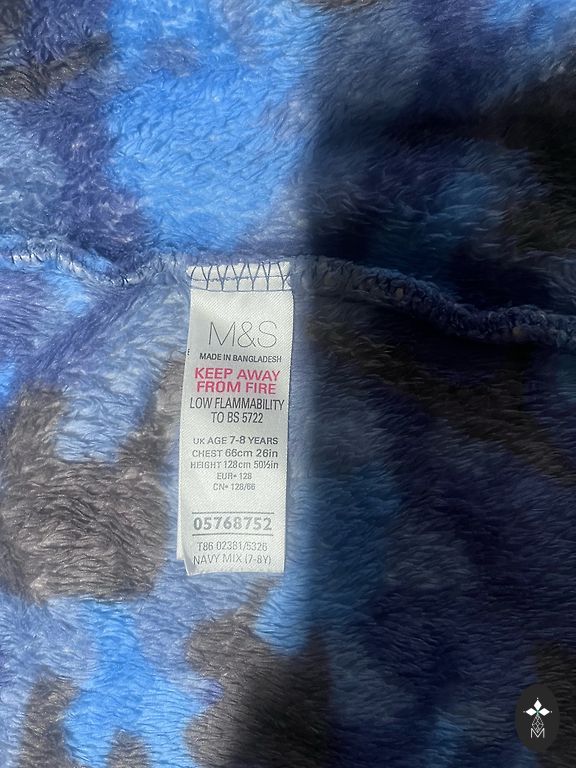 M&S
MADE IN BANGLADESH
KEEP AWAY
FROM FIRE
LOW FLAMMABILITY
TO BS 5722
UK AGE 7-8 YEARS
CHEST 66cm 26in
HEIGHT 128cm 50½in
EUR• 128
CN• 128/66
05768752
T86 02381/5326
NAVY MIX (7-8Y)
M